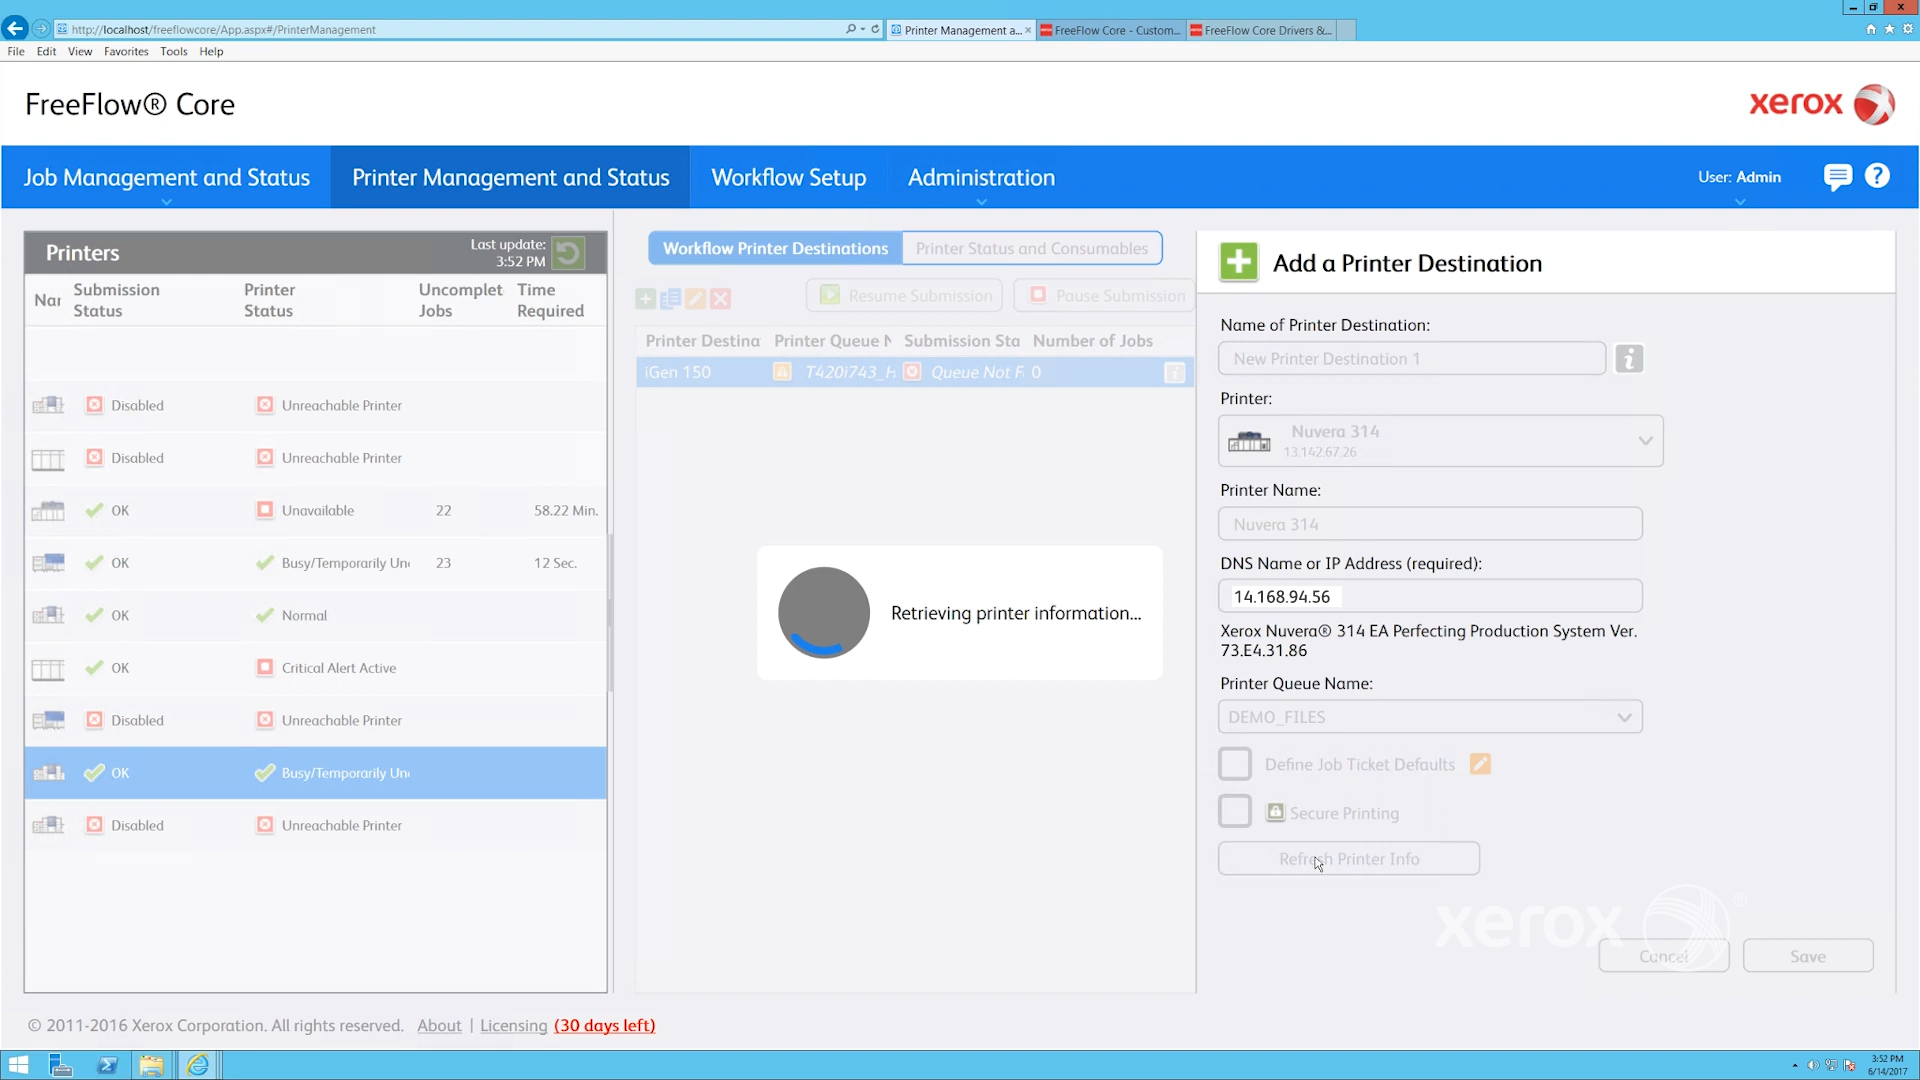 http://localhost/freeflowcore/App.aspx#/PrinterManagement
Printer Management a...
FreeFlow Core - Custom...
FreeFlow Core Drivers &...
File Edit View Favorites Tools Help
FreeFlow® Core
xerox
Job Management and Status
Printer Management and Status
Workflow Setup
Administration
User: Admin
Printers
Last update:
3:52 PM
Nar
Submission
Status
Printer
Status
Uncomplet
Jobs
Time
Required
Disabled Unreachable Printer
Disabled Unreachable Printer
OK Unavailable 22 58.22 Min.
OK Busy/Temporarily Un 23 12 Sec.
OK Normal
OK Critical Alert Active
Disabled Unreachable Printer
OK Busy/Temporarily Un
Disabled Unreachable Printer
Workflow Printer Destinations
Printer Status and Consumables
Resume Submission
Pause Submission
Printer Destina Printer Queue N Submission Sta Number of Jobs
iGen 150 T420i743_H Queue Not F 0
Retrieving printer information...
Add a Printer Destination
Name of Printer Destination:
New Printer Destination 1
Printer:
Nuvera 314
13.142.67.26
Printer Name:
Nuvera 314
DNS Name or IP Address (required):
14.168.94.56
Xerox Nuvera® 314 EA Perfecting Production System Ver.
73.E4.31.86
Printer Queue Name:
DEMO_FILES
Define Job Ticket Defaults
Secure Printing
Refresh Printer Info
xerox
Cancel
Save
© 2011-2016 Xerox Corporation. All rights reserved. About | Licensing (30 days left)
3:52 PM
6/14/2017